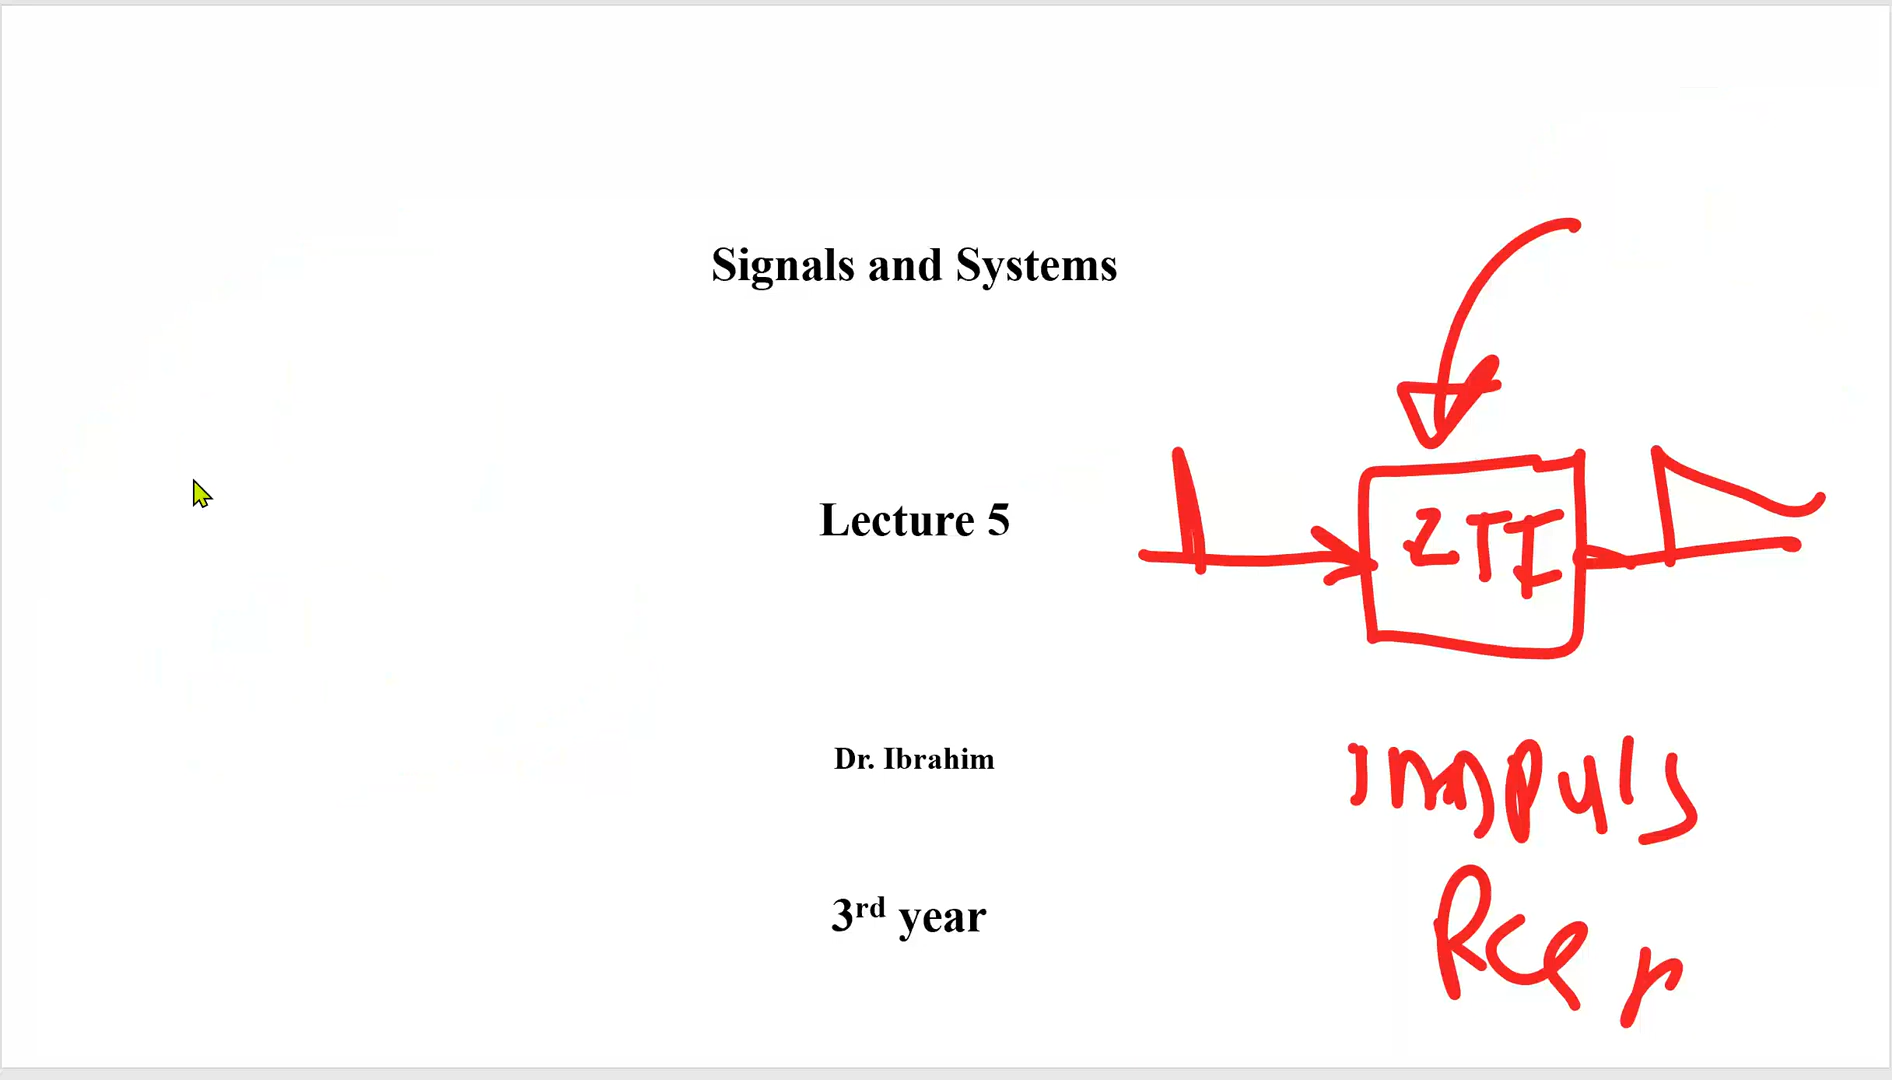 Signals and Systems
Lecture 5
LTI
Dr. Ibrahim
impuls
3rd year